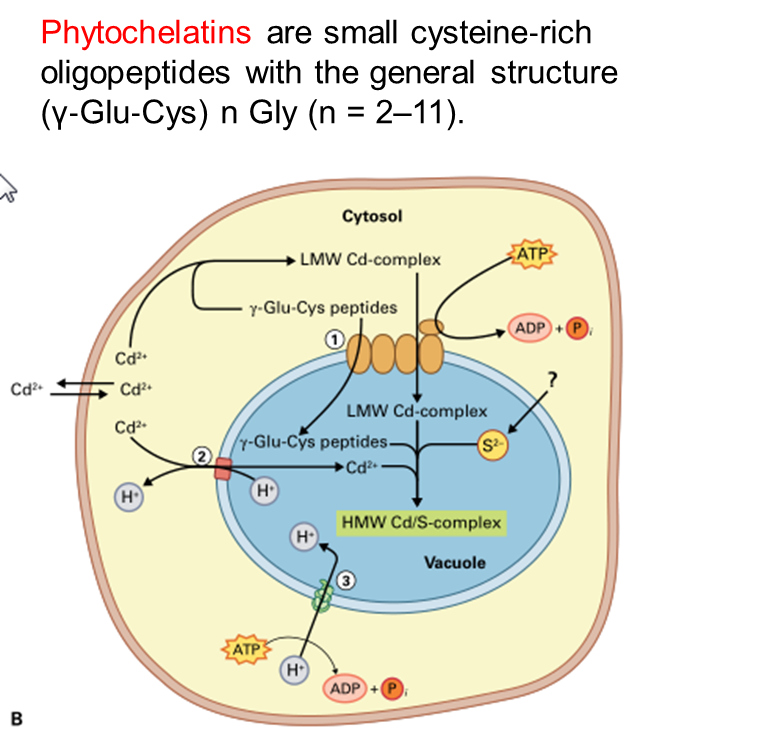 Phytochelatins are small cysteine-rich
oligopeptides with the general structure
(γ-Glu-Cys) n Gly (n = 2–11).
Cytosol
LMW Cd-complex
ATP
γ-Glu-Cys peptides
ADP + Pi
1
Cd²⁺
Cd²⁺
Cd²⁺
?
LMW Cd-complex
Cd²⁺
γ-Glu-Cys peptides
S²⁻
2
Cd²⁺
H⁺
H⁺
HMW Cd/S-complex
H⁺
Vacuole
3
ATP
H⁺
ADP + Pi
B